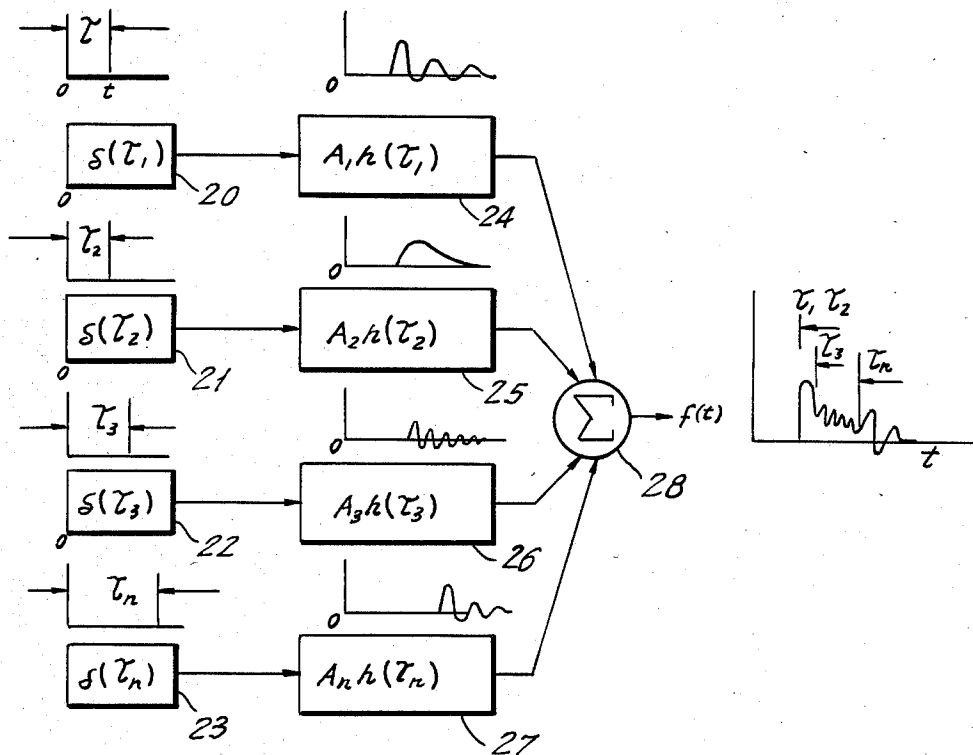 τ
0 t
0
δ(τ₁)
20
A₁h(τ₁)
24
0
τ₂
0
δ(τ₂)
21
A₂h(τ₂)
25
0
τ₃
0
δ(τ₃)
22
A₃h(τ₃)
26
0
τₙ
0
δ(τₙ)
23
A ₙh(τₙ)
27
Σ
28
f(t)
τ₁ τ₂
τ₃
τₙ
t